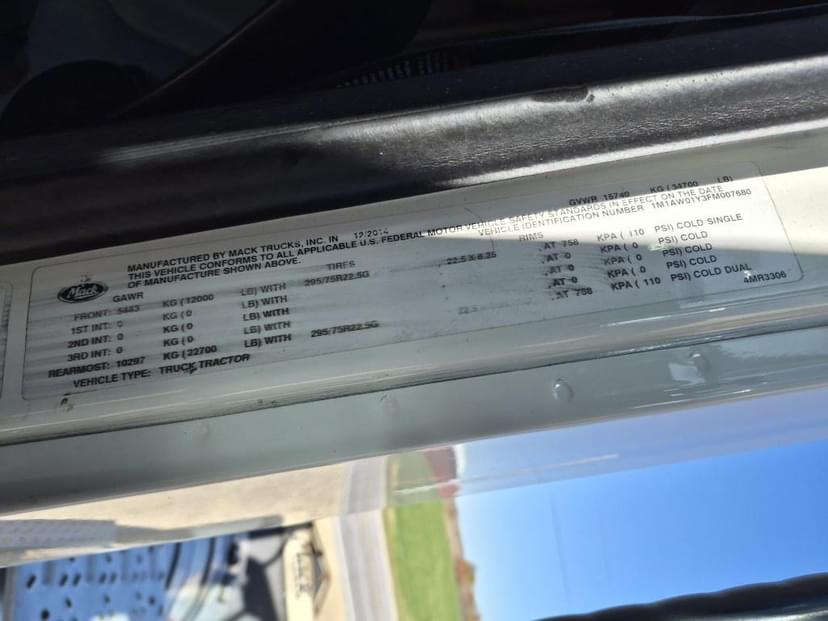 MANUFACTURED BY MACK TRUCKS, INC. IN 12/2014 GVWR 15740 KG ( 34700 LB)
THIS VEHICLE CONFORMS TO ALL APPLICABLE U.S. FEDERAL MOTOR VEHICLE SAFETY STANDARDS IN EFFECT ON THE DATE
OF MANUFACTURE SHOWN ABOVE. VEHICLE IDENTIFICATION NUMBER 1M1AW01Y3FM007680
Mack
GAWR TIRES RIMS
FRONT: 5443 KG ( 12000 LB) WITH 295/75R22.5G 22.5 X 8.25 AT 758 KPA ( 110 PSI) COLD SINGLE
1ST INT: 0 KG ( 0 LB) WITH AT 0 KPA ( 0 PSI) COLD
2ND INT: 0 KG ( 0 LB) WITH AT 0 KPA ( 0 PSI) COLD
3RD INT: 0 KG ( 0 LB) WITH AT 0 KPA ( 0 PSI) COLD
REARMOST: 10297 KG ( 22700 LB) WITH 295/75R22.5G 22.5 AT 758 KPA ( 110 PSI) COLD DUAL
VEHICLE TYPE: TRUCK TRACTOR 4MR3306